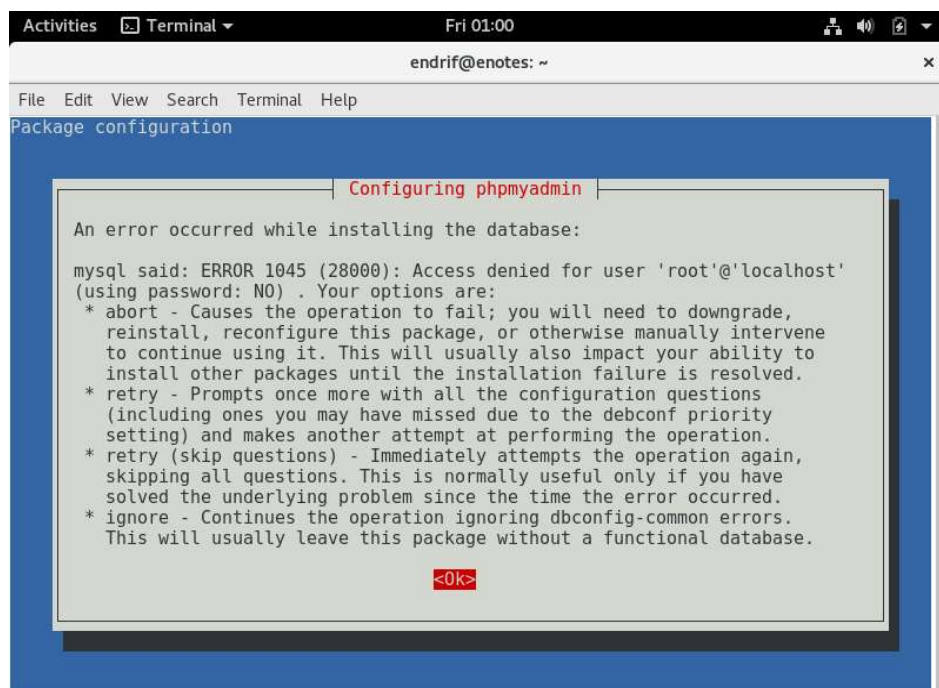 Activities Terminal Fri 01:00
endrif@enotes: ~ ×
File Edit View Search Terminal Help
Package configuration
Configuring phpmyadmin
An error occurred while installing the database:
mysql said: ERROR 1045 (28000): Access denied for user 'root'@'localhost'
(using password: NO) . Your options are:
* abort - Causes the operation to fail; you will need to downgrade,
reinstall, reconfigure this package, or otherwise manually intervene
to continue using it. This will usually also impact your ability to
install other packages until the installation failure is resolved.
* retry - Prompts once more with all the configuration questions
(including ones you may have missed due to the debconf priority
setting) and makes another attempt at performing the operation.
* retry (skip questions) - Immediately attempts the operation again,
skipping all questions. This is normally useful only if you have
solved the underlying problem since the time the error occurred.
* ignore - Continues the operation ignoring dbconfig-common errors.
This will usually leave this package without a functional database.
<Ok>